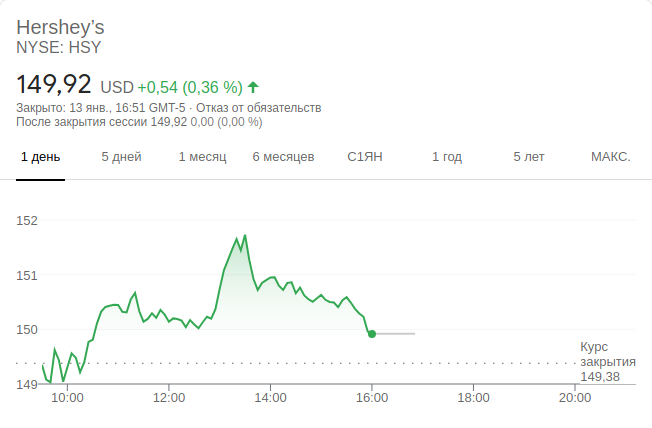 Hershey’s
NYSE: HSY
149,92 USD +0,54 (0,36 %)
Закрыто: 13 янв., 16:51 GMT-5 · Отказ от обязательств
После закрытия сессии 149,92 0,00 (0,00 %)
1 день 5 дней 1 месяц 6 месяцев С1ЯН 1 год 5 лет МАКС.
152
151
150
Курс
закрытия
149,38
149
10:00 12:00 14:00 16:00 18:00 20:00